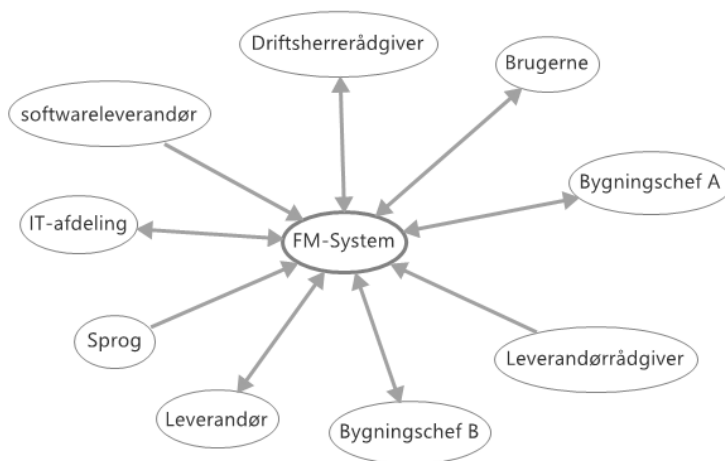 Driftsherrerådgiver
Brugerne
softwareleverandør
Bygningschef A
IT-afdeling
FM-System
Sprog
Leverandørrådgiver
Leverandør
Bygningschef B